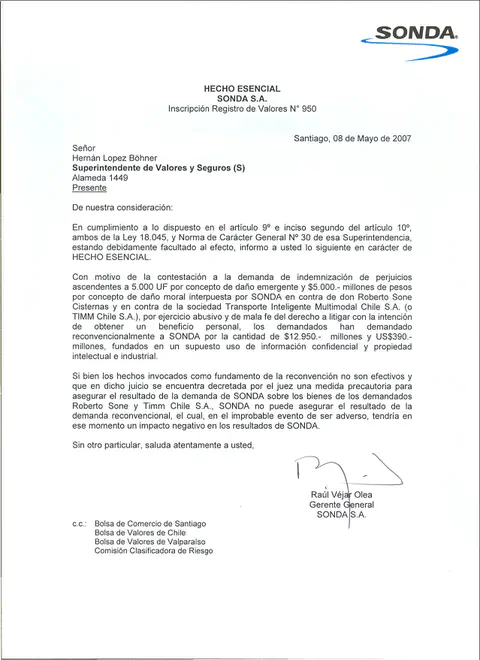 SONDA®
HECHO ESENCIAL
SONDA S.A.
Inscripción Registro de Valores N° 950
Santiago, 08 de Mayo de 2007
Señor
Hernán Lopez Böhner
Superintendente de Valores y Seguros (S)
Alameda 1449
Presente
De nuestra consideración:
En cumplimiento a lo dispuesto en el artículo 9º e inciso segundo del artículo 10º,
ambos de la Ley 18.045, y Norma de Carácter General Nº 30 de esa Superintendencia,
estando debidamente facultado al efecto, informo a usted lo siguiente en carácter de
HECHO ESENCIAL.
Con motivo de la contestación a la demanda de indemnización de perjuicios
ascendentes a 5.000 UF por concepto de daño emergente y $5.000.- millones de pesos
por concepto de daño moral interpuesta por SONDA en contra de don Roberto Sone
Cisternas y en contra de la sociedad Transporte Inteligente Multimodal Chile S.A. (o
TIMM Chile S.A.), por ejercicio abusivo y de mala fe del derecho a litigar con la intención
de obtener un beneficio personal, los demandados han demandado
reconvencionalmente a SONDA por la cantidad de $12.950.- millones y US$390.-
millones, fundados en un supuesto uso de información confidencial y propiedad
intelectual e industrial.
Si bien los hechos invocados como fundamento de la reconvención no son efectivos y
que en dicho juicio se encuentra decretada por el juez una medida precautoria para
asegurar el resultado de la demanda de SONDA sobre los bienes de los demandados
Roberto Sone y Timm Chile S.A., SONDA no puede asegurar el resultado de la
demanda reconvencional, el cual, en el improbable evento de ser adverso, tendría en
ese momento un impacto negativo en los resultados de SONDA.
Sin otro particular, saluda atentamente a usted,
Raúl Véjar Olea
Gerente General
SONDA S.A.
c.c.: Bolsa de Comercio de Santiago
Bolsa de Valores de Chile
Bolsa de Valores de Valparaíso
Comisión Clasificadora de Riesgo